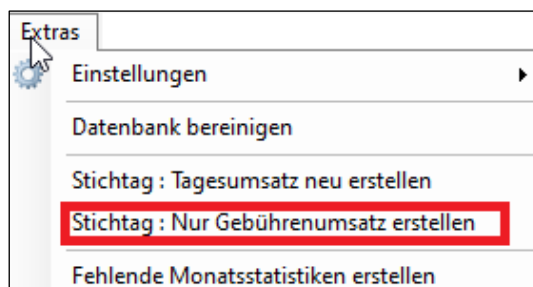 Extras
Einstellungen
Datenbank bereinigen
Stichtag : Tagesumsatz neu erstellen
Stichtag : Nur Gebührenumsatz erstellen
Fehlende Monatsstatistiken erstellen